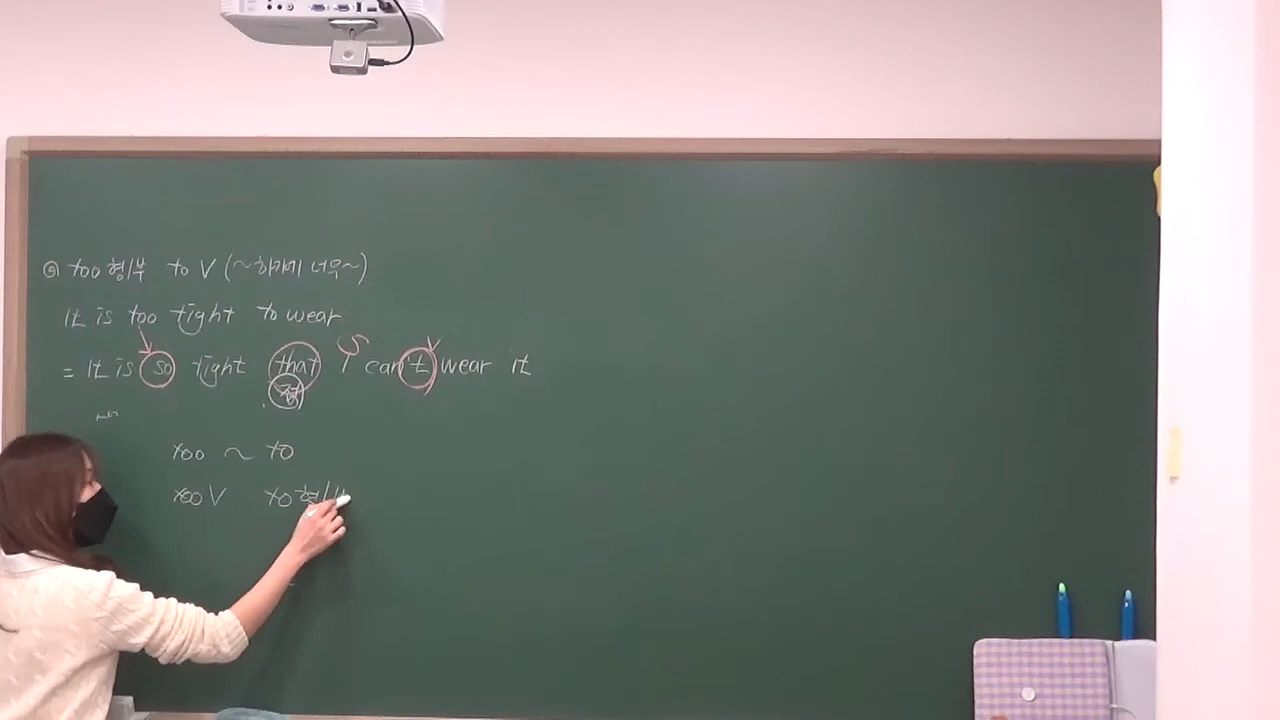 ◎ too 형/부 to V (~하기에 너무~)
It is too tight to wear
= It is so tight that I can't wear it
too ~ to
too V to 형/부